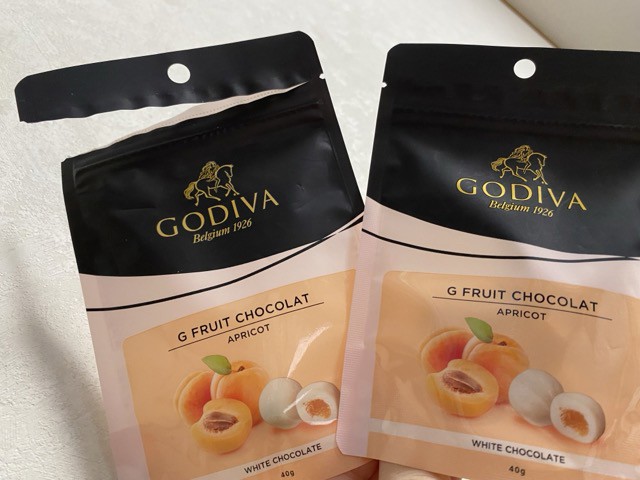 GODIVA
Belgium 1926
G FRUIT CHOCOLAT
APRICOT
WHITE CHOCOLATE
40g
GODIVA
Belgium 1926
G FRUIT CHOCOLAT
APRICOT
WHITE CHOCOLATE
40g